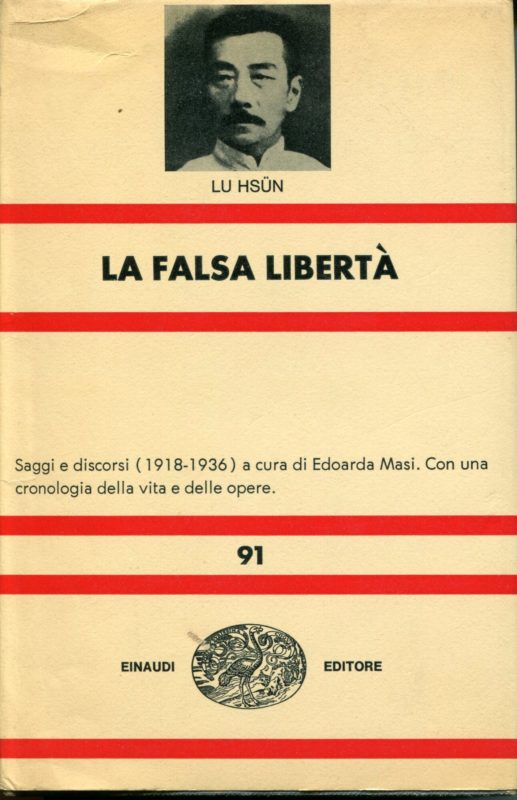 LU HSÜN
LA FALSA LIBERTÀ
Saggi e discorsi (1918-1936) a cura di Edoarda Masi. Con una
cronologia della vita e delle opere.
91
EINAUDI EDITORE